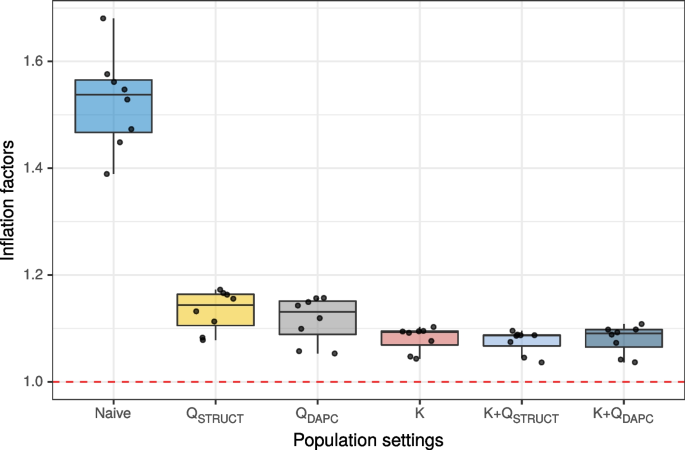 Inflation factors
1.6
1.4
1.2
1.0
Naive QSTRUCT QDAPC K K+QSTRUCT K+QDAPC
Population settings